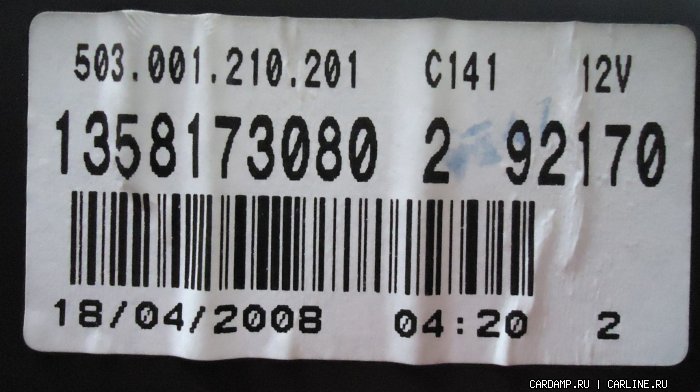 503.001.210.201 C141 12V
1358173080 2 92170
18/04/2008 04:20 2
CARDAMP.RU | CARLINE.RU